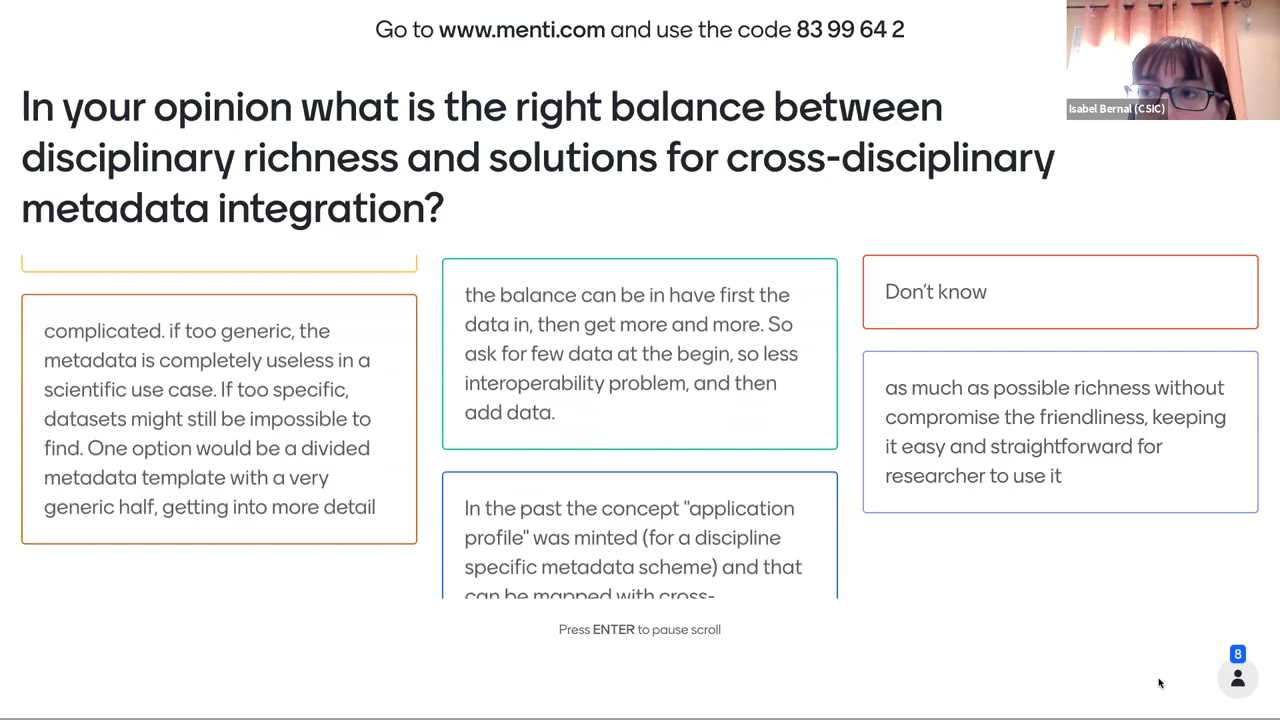 Go to www.menti.com and use the code 83 99 64 2
Isabel Bernal (CSIC)
In your opinion what is the right balance between
disciplinary richness and solutions for cross-disciplinary
metadata integration?
complicated. if too generic, the
metadata is completely useless in a
scientific use case. If too specific,
datasets might still be impossible to
find. One option would be a divided
metadata template with a very
generic half, getting into more detail
the balance can be in have first the
data in, then get more and more. So
ask for few data at the begin, so less
interoperability problem, and then
add data.
In the past the concept "application
profile" was minted (for a discipline
specific metadata scheme) and that
can be mapped with cross-
Don't know
as much as possible richness without
compromise the friendliness, keeping
it easy and straightforward for
researcher to use it
Press ENTER to pause scroll
8